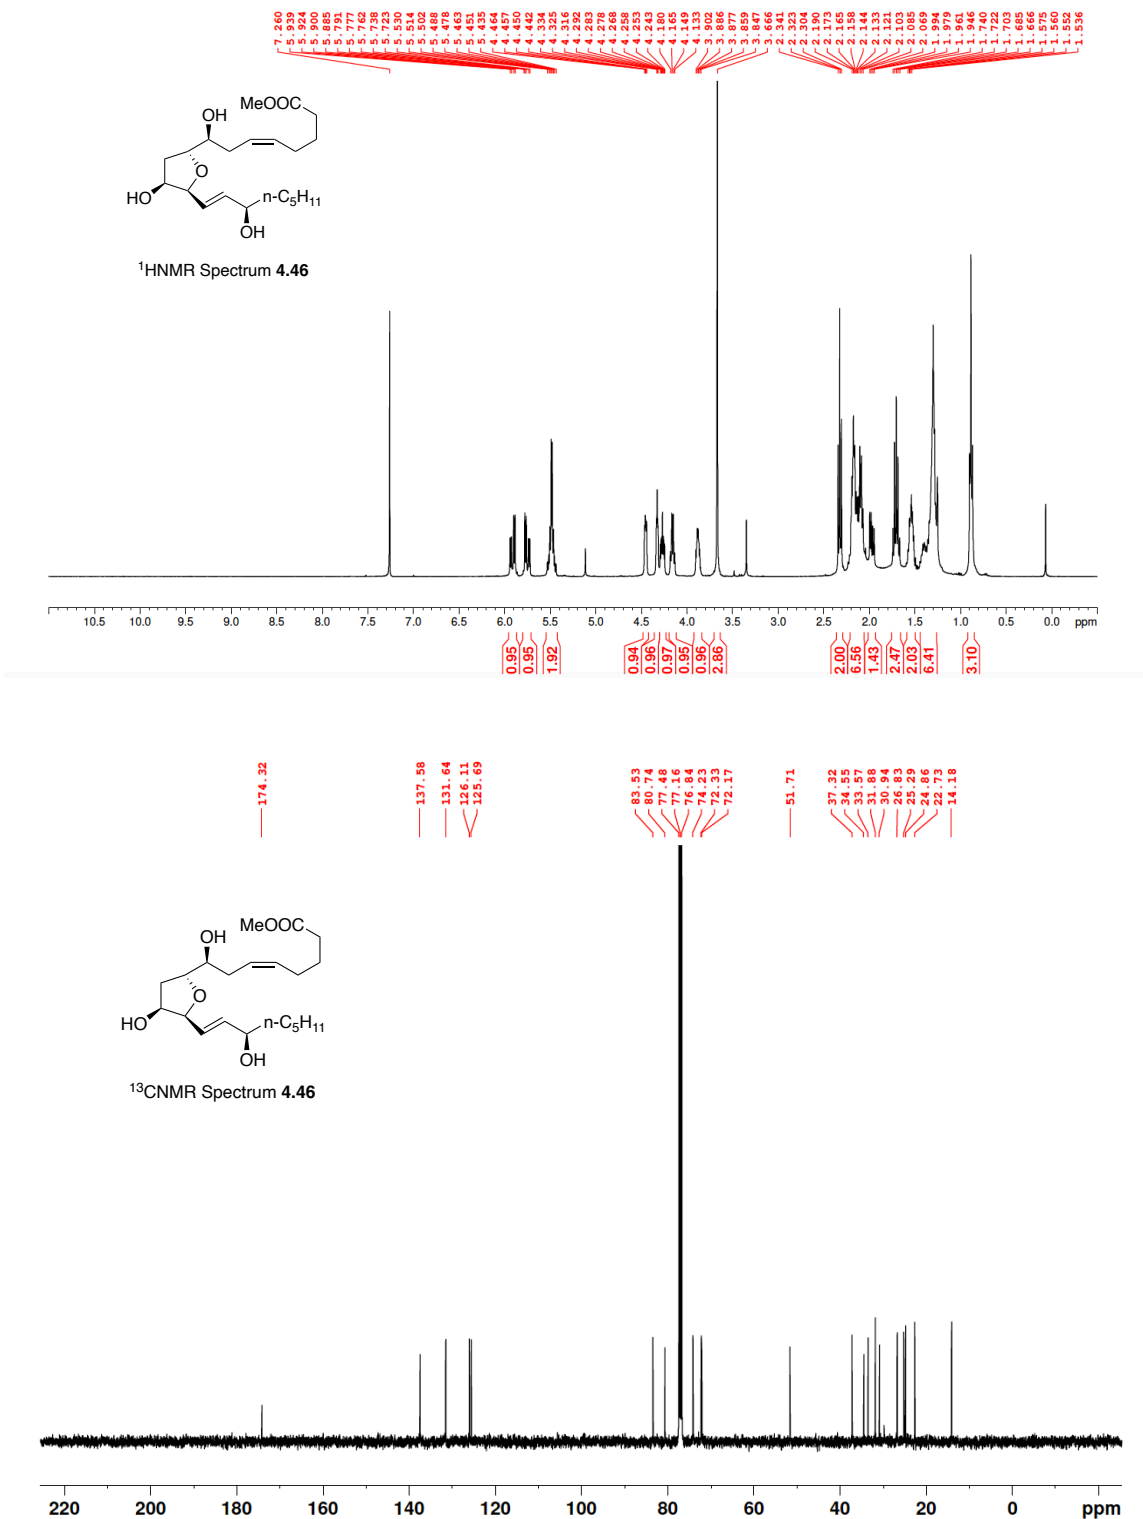 7.260 5.939 5.924 5.900 5.885 5.791 5.777 5.762 5.738 5.723 5.530 5.514 5.502 5.488 5.478 5.463 5.451 5.435 4.464 4.457 4.450 4.442 4.334 4.325 4.316 4.292 4.283 4.278 4.268 4.258 4.253 4.243 4.180 4.165 4.149 4.133 3.902 3.886 3.877 3.859 3.847 3.666 2.341 2.323 2.304 2.190 2.173 2.165 2.158 2.144 2.133 2.121 2.103 2.085 2.069 1.994 1.979 1.961 1.946 1.740 1.722 1.703 1.685 1.666 1.575 1.560 1.552 1.536
MeOOC
OH
O
HO
n-C5H11
OH
1HNMR Spectrum 4.46
10.5 10.0 9.5 9.0 8.5 8.0 7.5 7.0 6.5 6.0 5.5 5.0 4.5 4.0 3.5 3.0 2.5 2.0 1.5 1.0 0.5 0.0 ppm
0.95 0.95 1.92 0.94 0.96 0.97 0.95 0.96 2.86 2.00 6.56 1.43 2.47 2.03 6.41 3.10
174.32 137.58 131.64 126.11 125.69 83.53 80.74 77.48 77.16 76.84 74.23 72.33 72.17 51.71 37.32 34.55 33.57 31.88 30.94 26.83 25.29 24.86 22.73 14.18
MeOOC
OH
O
HO
n-C5H11
OH
13CNMR Spectrum 4.46
220 200 180 160 140 120 100 80 60 40 20 0 ppm